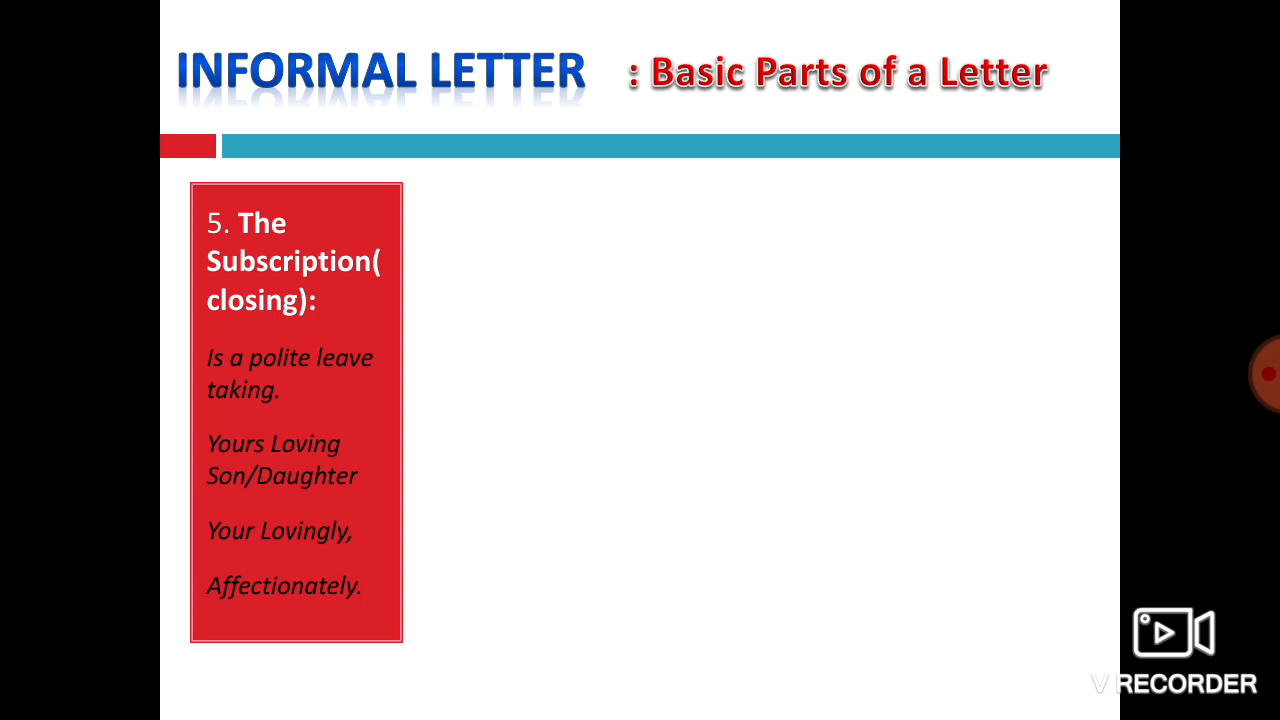 INFORMAL LETTER : Basic Parts of a Letter
5. The
Subscription(
closing):
Is a polite leave
taking.
Yours Loving
Son/Daughter
Your Lovingly,
Affectionately.
V RECORDER